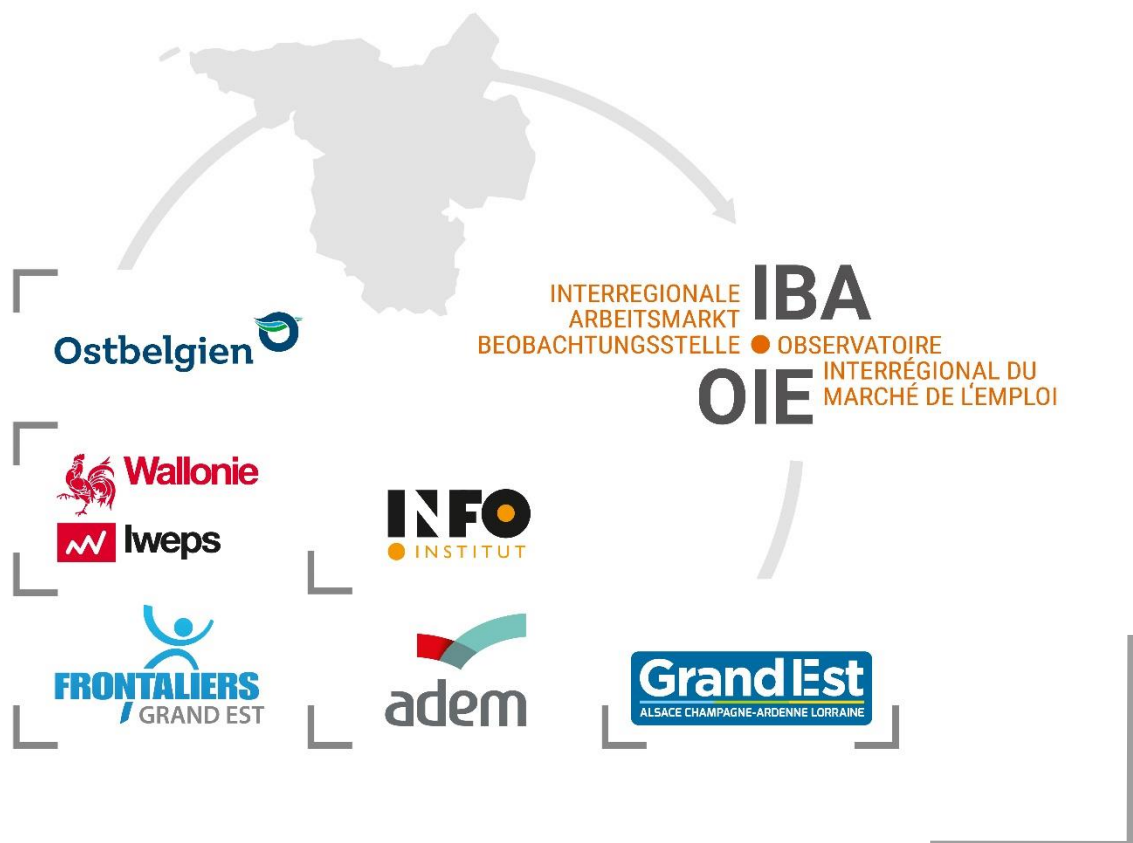 INTERREGIONALE
ARBEITSMARKT
BEOBACHTUNGSSTELLE
IBA
OIE
OBSERVATOIRE
INTERRÉGIONAL DU
MARCHÉ DE L'EMPLOI
Ostbelgien
Wallonie
Iweps
INFO
INSTITUT
FRONTALIERS
GRAND EST
adem
Grand Est
ALSACE CHAMPAGNE-ARDENNE LORRAINE